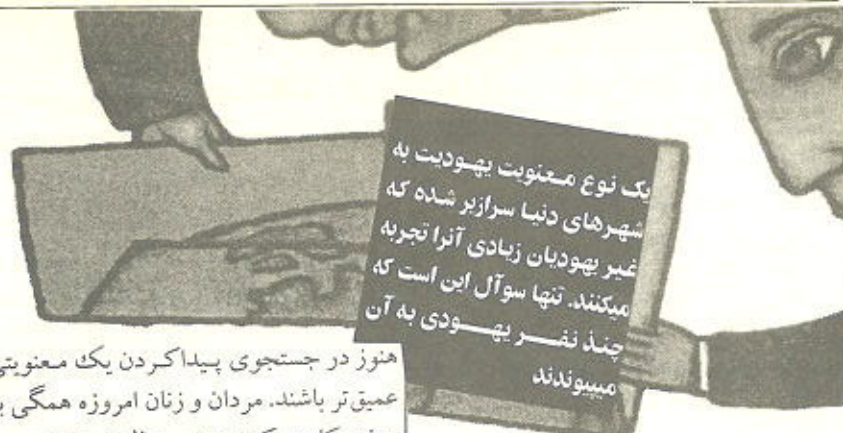 یک نوع معنویت یهودیت به
شهرهای دنیا سرازیر شده که
غیر یهودیان زیادی آنرا تجربه
میکنند. تنها سوآل این است که
چند نفر یهودی به آن
میپیوندند
هنوز در جستجوی پیداکردن یک معنویتی
عمیق‌تر باشند. مردان و زنان امروزه همگی